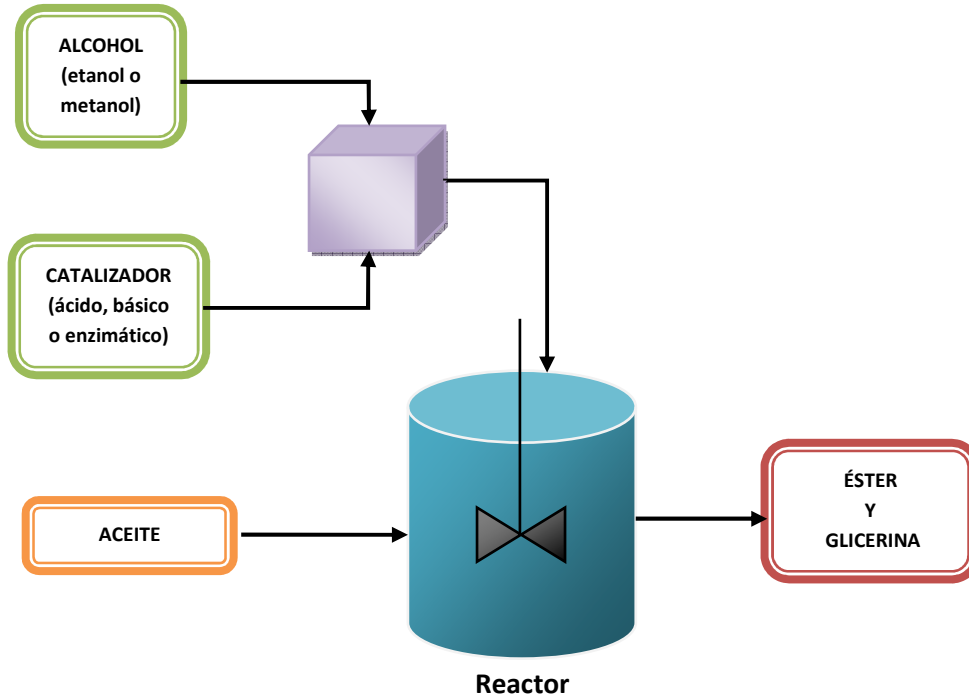 ALCOHOL
(etanol o
metanol)
CATALIZADOR
(ácido, básico
o enzimático)
ACEITE
ÉSTER
Y
GLICERINA
Reactor